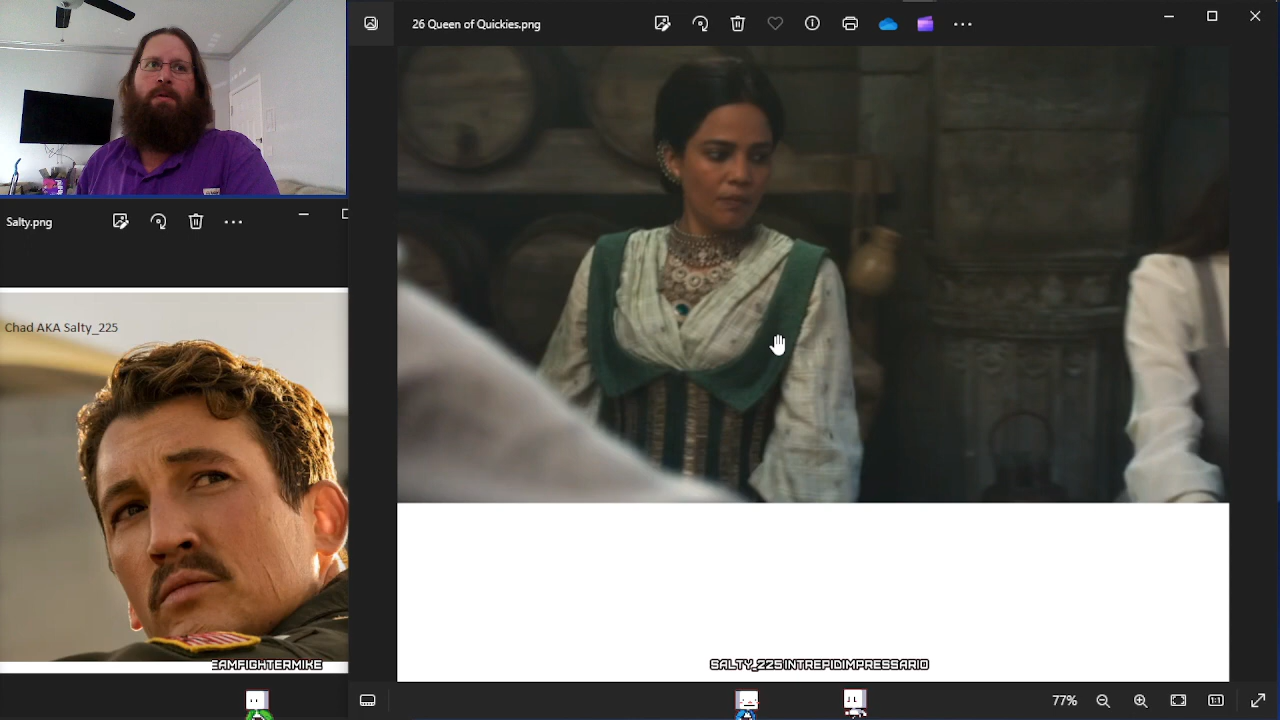 26 Queen of Quickies.png
Salty.png
Chad AKA Salty_225
EAMFIGHTERMIKE
SALTY_225 INTREPIDIMPRESSARIO
77%